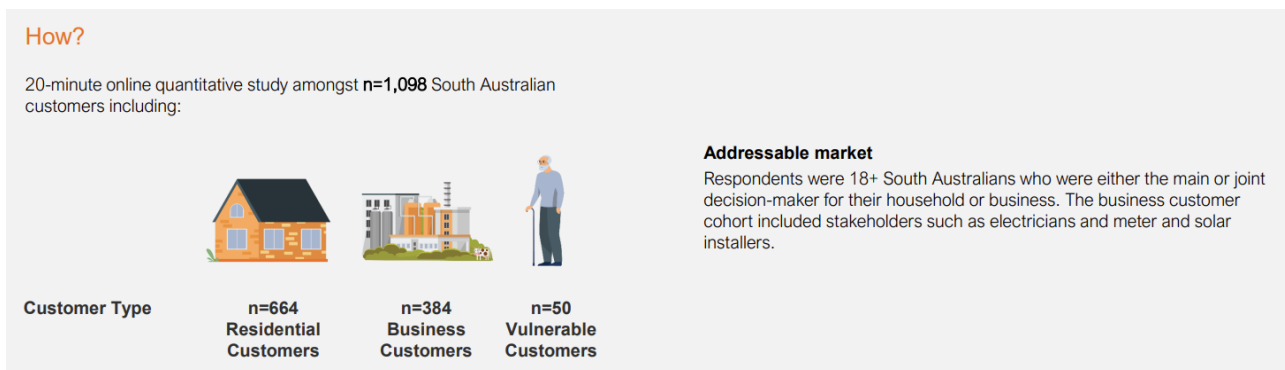 How?
20-minute online quantitative study amongst n=1,098 South Australian
customers including:
Addressable market
Respondents were 18+ South Australians who were either the main or joint
decision-maker for their household or business. The business customer
cohort included stakeholders such as electricians and meter and solar
installers.
Customer Type
n=664
Residential
Customers
n=384
Business
Customers
n=50
Vulnerable
Customers